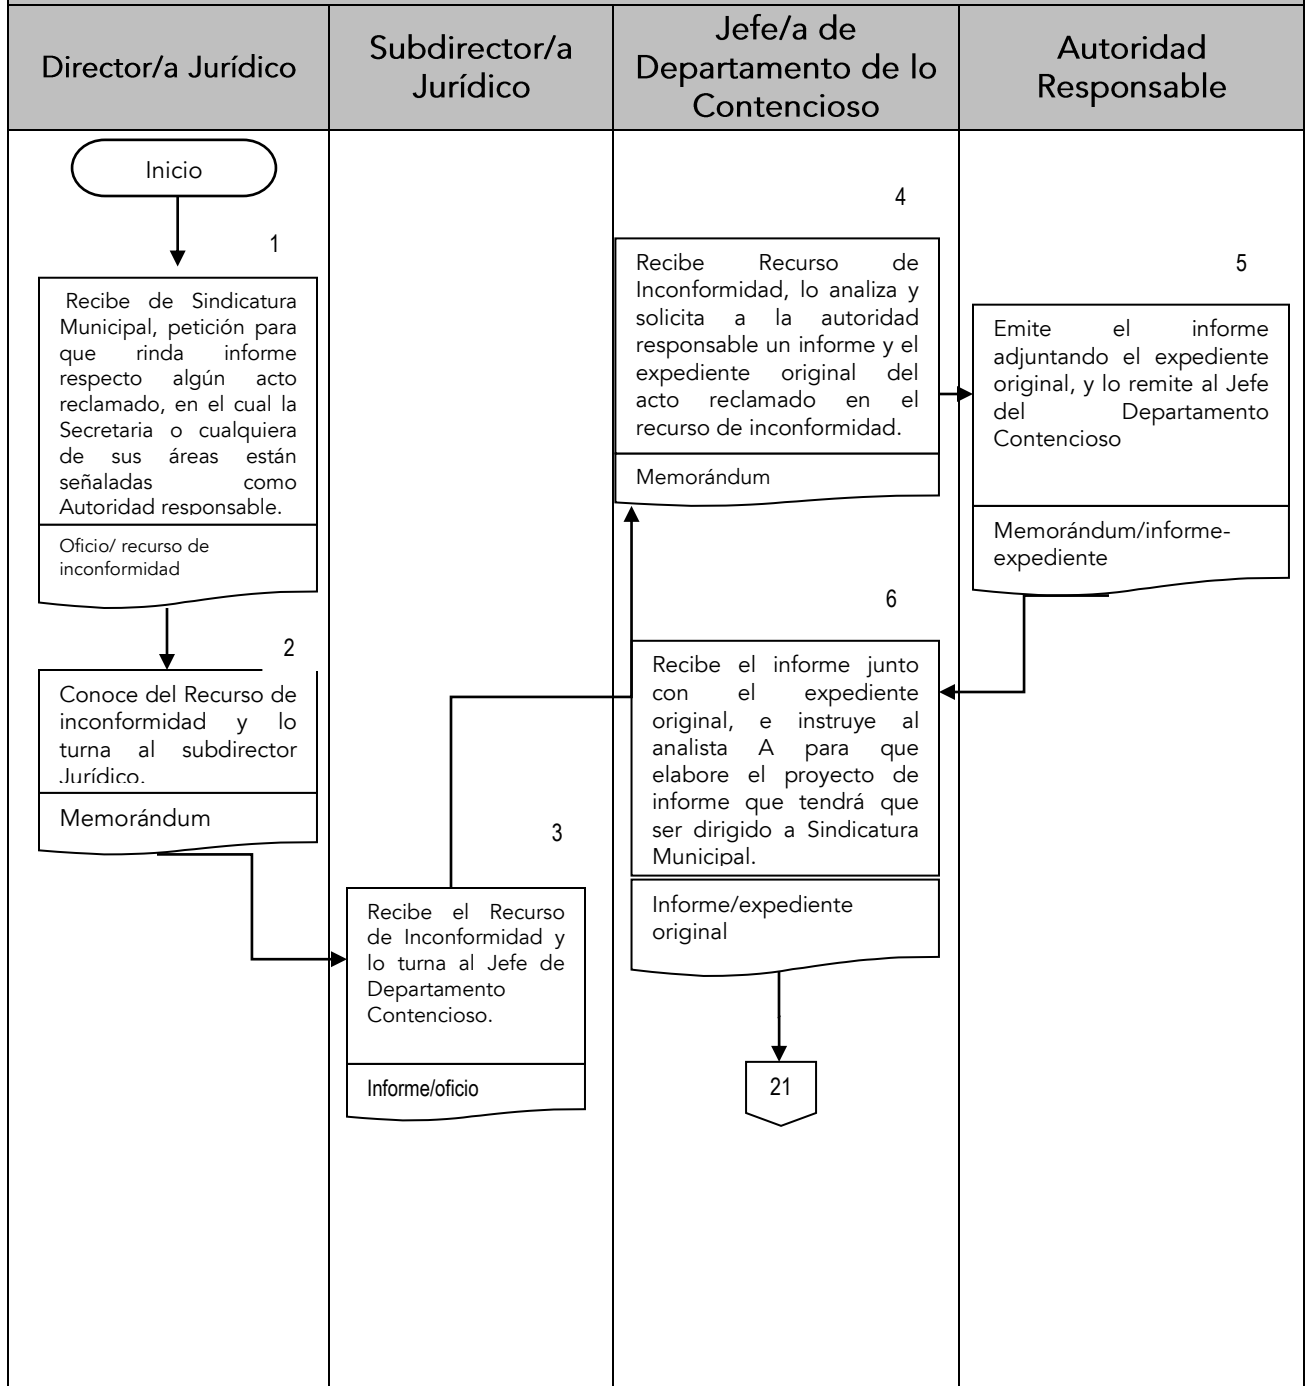 Director/a Jurídico
Subdirector/a
Jurídico
Jefe/a de
Departamento de lo
Contencioso
Autoridad
Responsable
Inicio
1
Recibe de Sindicatura
Municipal, petición para
que rinda informe
respecto algún acto
reclamado, en el cual la
Secretaria o cualquiera
de sus áreas están
señaladas como
Autoridad responsable.
Oficio/ recurso de
inconformidad
2
Conoce del Recurso de
inconformidad y lo
turna al subdirector
Jurídico.
Memorándum
3
Recibe el Recurso
de Inconformidad y
lo turna al Jefe de
Departamento
Contencioso.
Informe/oficio
4
Recibe Recurso de
Inconformidad, lo analiza y
solicita a la autoridad
responsable un informe y el
expediente original del
acto reclamado en el
recurso de inconformidad.
Memorándum
5
Emite el informe
adjuntando el expediente
original, y lo remite al Jefe
del Departamento
Contencioso
Memorándum/informe-
expediente
6
Recibe el informe junto
con el expediente
original, e instruye al
analista A para que
elabore el proyecto de
informe que tendrá que
ser dirigido a Sindicatura
Municipal.
Informe/expediente
original
21